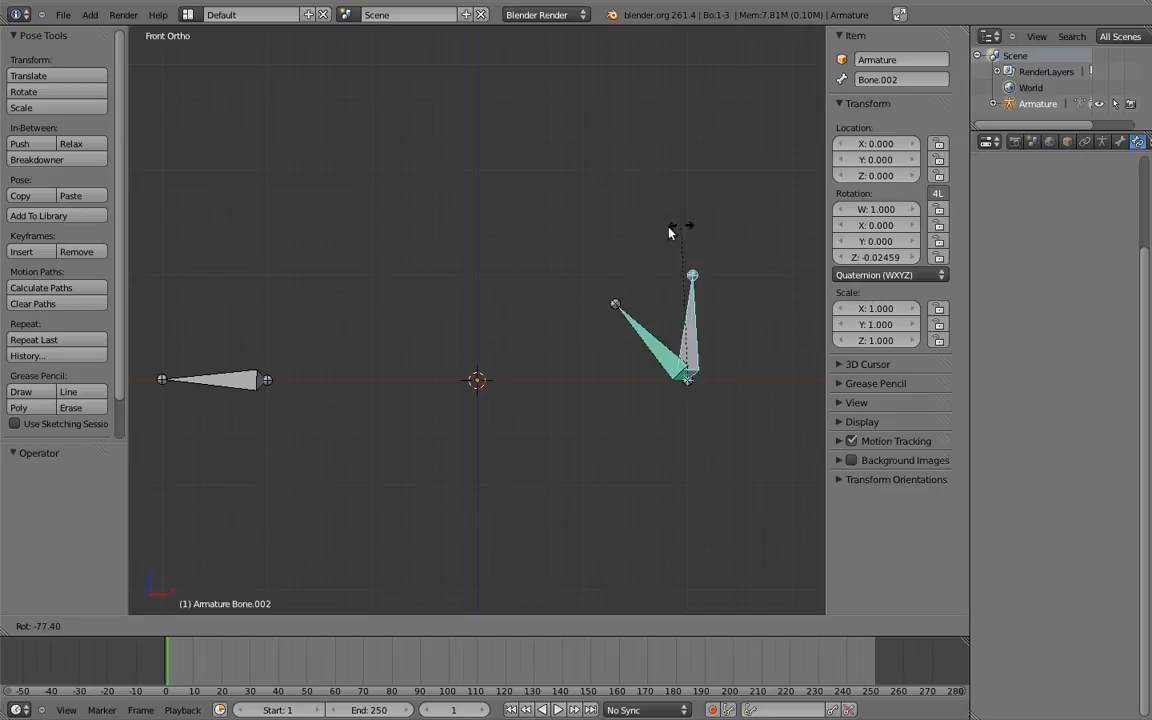 File Add Render Help Default Scene Blender Render blender.org 261.4 | Bo:1-3 | Mem:7.81M (0.10M) | Armature
Pose Tools
Transform:
Translate
Rotate
Scale
In-Between:
Push Relax
Breakdowner
Pose:
Copy Paste
Add To Library
Keyframes:
Insert Remove
Motion Paths:
Calculate Paths
Clear Paths
Repeat:
Repeat Last
History...
Grease Pencil:
Draw Line
Poly Erase
Use Sketching Sessio
Operator
Front Ortho
(1) Armature Bone.002
Item
Armature
Bone.002
Transform
Location:
X: 0.000
Y: 0.000
Z: 0.000
Rotation: 4L
W: 1.000
X: 0.000
Y: 0.000
Z: -0.02459
Quaternion (WXYZ)
Scale:
X: 1.000
Y: 1.000
Z: 1.000
3D Cursor
Grease Pencil
View
Display
Motion Tracking
Background Images
Transform Orientations
View Search All Scenes
Scene
RenderLayers
World
Armature
Rot: -77.40
-50 -40 -30 -20 -10 0 10 20 30 40 50 60 70 80 90 100 110 120 130 140 150 160 170 180 190 200 210 220 230 240 250 260 270 280
View Marker Frame Playback Start: 1 End: 250 1 No Sync